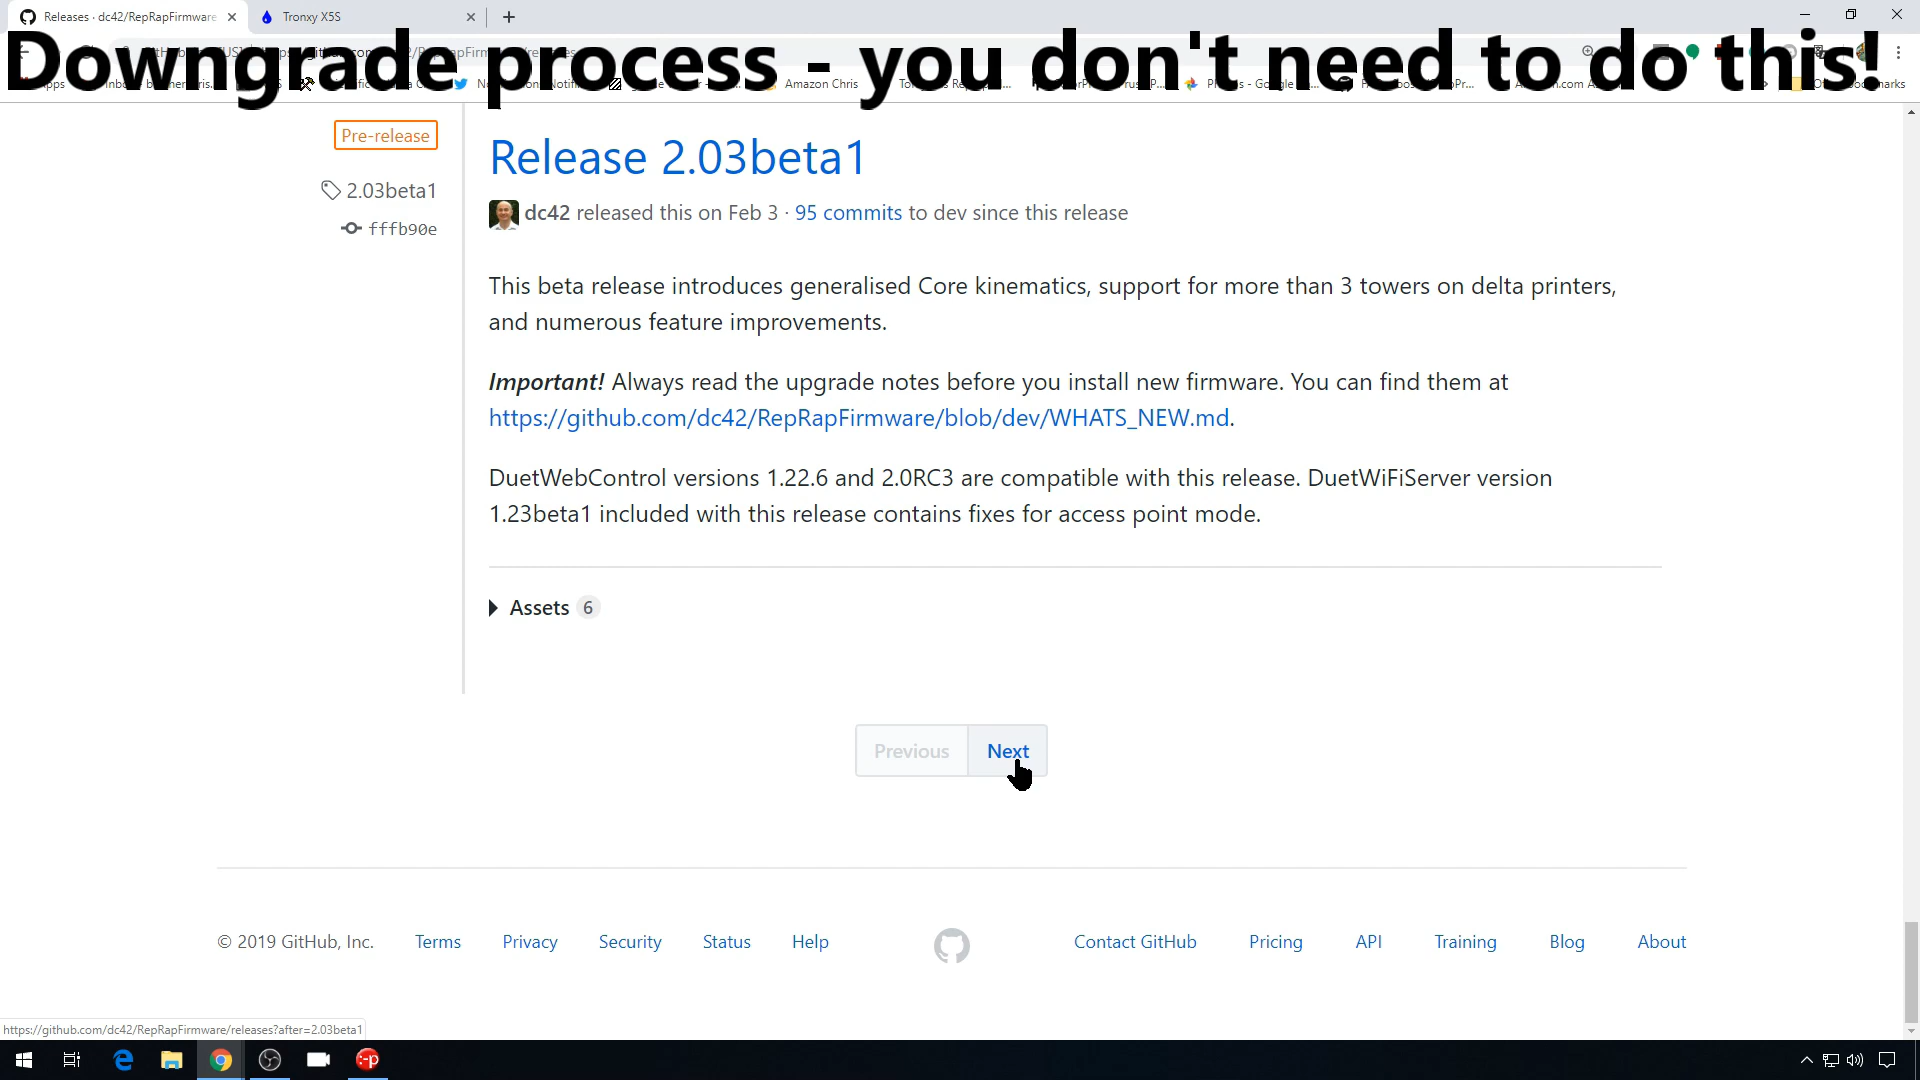 Releases · dc42/RepRapFirmware
Tronxy X5S
Downgrade process - you don't need to do this!
Amazon Chris
Pre-release
Release 2.03beta1
2.03beta1
fffb90e
dc42 released this on Feb 3 · 95 commits to dev since this release
This beta release introduces generalised Core kinematics, support for more than 3 towers on delta printers,
and numerous feature improvements.
Important! Always read the upgrade notes before you install new firmware. You can find them at
https://github.com/dc42/RepRapFirmware/blob/dev/WHATS_NEW.md.
DuetWebControl versions 1.22.6 and 2.0RC3 are compatible with this release. DuetWiFiServer version
1.23beta1 included with this release contains fixes for access point mode.
Assets 6
Previous Next
© 2019 GitHub, Inc. Terms Privacy Security Status Help Contact GitHub Pricing API Training Blog About
https://github.com/dc42/RepRapFirmware/releases?after=2.03beta1